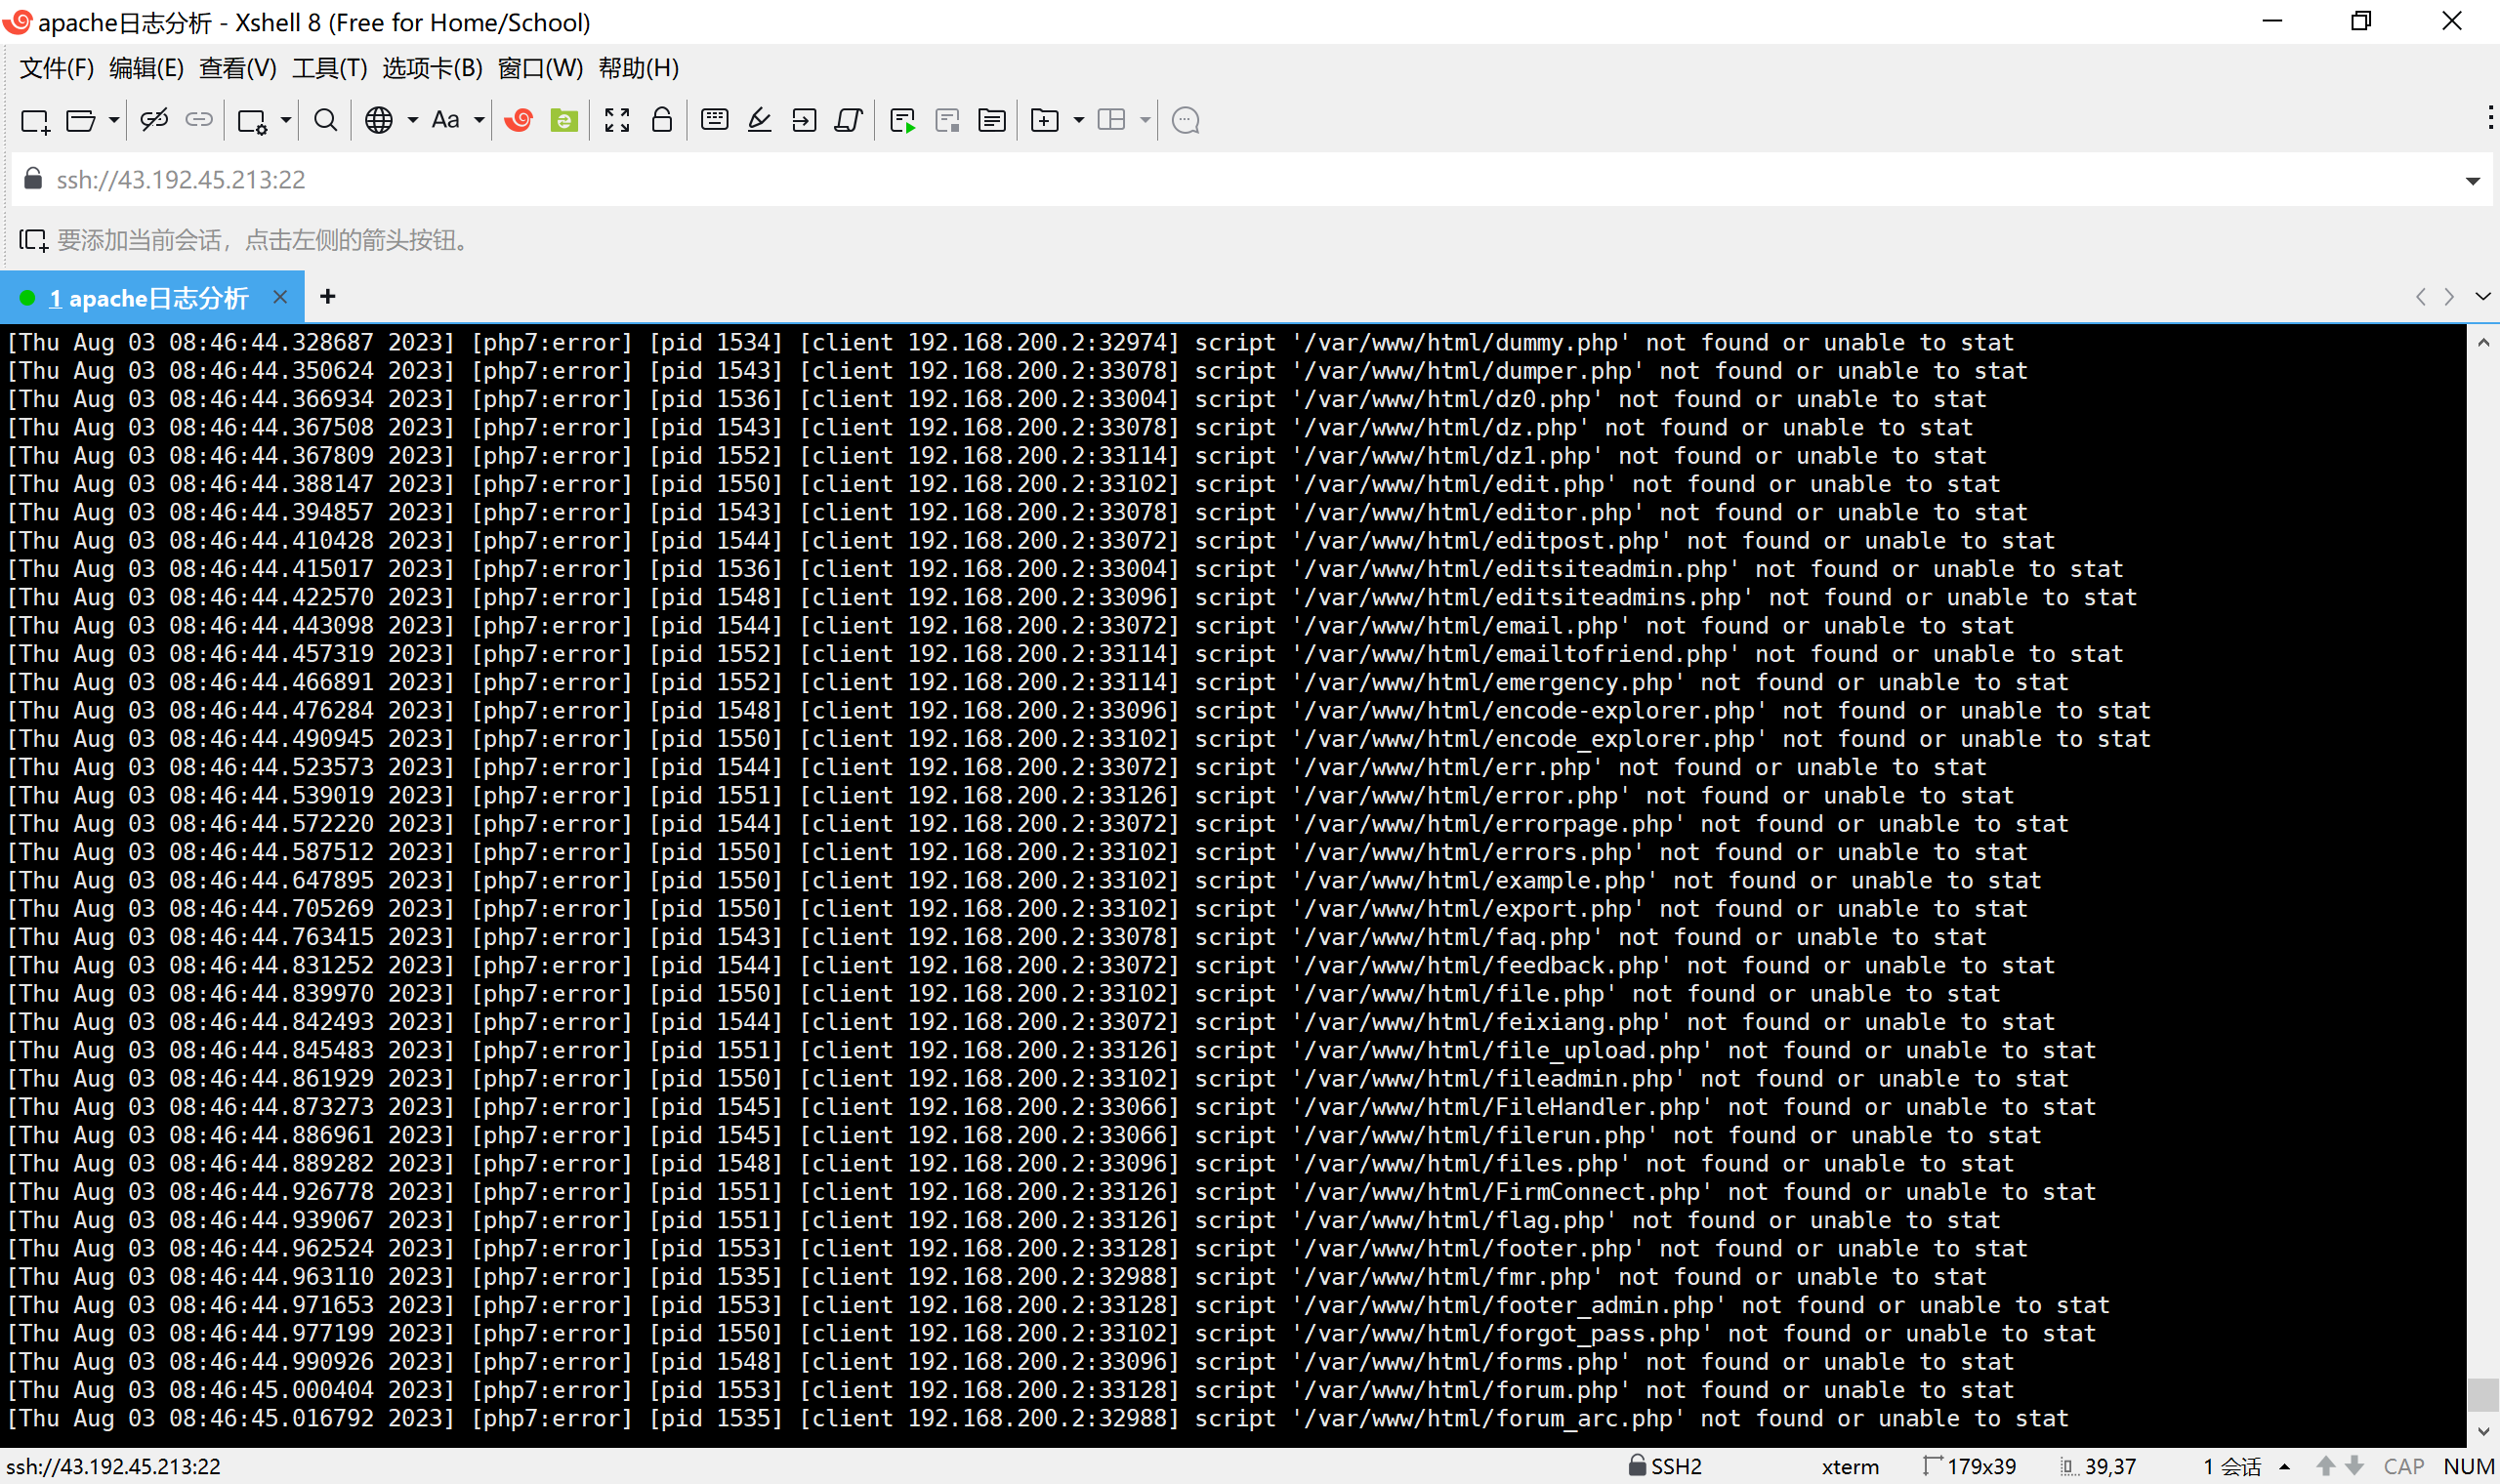 apache日志分析 - Xshell 8 (Free for Home/School)
文件(F) 编辑(E) 查看(V) 工具(T) 选项卡(B) 窗口(W) 帮助(H)
Aa
ssh://43.192.45.213:22
要添加当前会话，点击左侧的箭头按钮。
1 apache日志分析
[Thu Aug 03 08:46:44.328687 2023] [php7:error] [pid 1534] [client 192.168.200.2:32974] script '/var/www/html/dummy.php' not found or unable to stat
[Thu Aug 03 08:46:44.350624 2023] [php7:error] [pid 1543] [client 192.168.200.2:33078] script '/var/www/html/dumper.php' not found or unable to stat
[Thu Aug 03 08:46:44.366934 2023] [php7:error] [pid 1536] [client 192.168.200.2:33004] script '/var/www/html/dz0.php' not found or unable to stat
[Thu Aug 03 08:46:44.367508 2023] [php7:error] [pid 1543] [client 192.168.200.2:33078] script '/var/www/html/dz.php' not found or unable to stat
[Thu Aug 03 08:46:44.367809 2023] [php7:error] [pid 1552] [client 192.168.200.2:33114] script '/var/www/html/dz1.php' not found or unable to stat
[Thu Aug 03 08:46:44.388147 2023] [php7:error] [pid 1550] [client 192.168.200.2:33102] script '/var/www/html/edit.php' not found or unable to stat
[Thu Aug 03 08:46:44.394857 2023] [php7:error] [pid 1543] [client 192.168.200.2:33078] script '/var/www/html/editor.php' not found or unable to stat
[Thu Aug 03 08:46:44.410428 2023] [php7:error] [pid 1544] [client 192.168.200.2:33072] script '/var/www/html/editpost.php' not found or unable to stat
[Thu Aug 03 08:46:44.415017 2023] [php7:error] [pid 1536] [client 192.168.200.2:33004] script '/var/www/html/editsiteadmin.php' not found or unable to stat
[Thu Aug 03 08:46:44.422570 2023] [php7:error] [pid 1548] [client 192.168.200.2:33096] script '/var/www/html/editsiteadmins.php' not found or unable to stat
[Thu Aug 03 08:46:44.443098 2023] [php7:error] [pid 1544] [client 192.168.200.2:33072] script '/var/www/html/email.php' not found or unable to stat
[Thu Aug 03 08:46:44.457319 2023] [php7:error] [pid 1552] [client 192.168.200.2:33114] script '/var/www/html/emailtofriend.php' not found or unable to stat
[Thu Aug 03 08:46:44.466891 2023] [php7:error] [pid 1552] [client 192.168.200.2:33114] script '/var/www/html/emergency.php' not found or unable to stat
[Thu Aug 03 08:46:44.476284 2023] [php7:error] [pid 1548] [client 192.168.200.2:33096] script '/var/www/html/encode-explorer.php' not found or unable to stat
[Thu Aug 03 08:46:44.490945 2023] [php7:error] [pid 1550] [client 192.168.200.2:33102] script '/var/www/html/encode_explorer.php' not found or unable to stat
[Thu Aug 03 08:46:44.523573 2023] [php7:error] [pid 1544] [client 192.168.200.2:33072] script '/var/www/html/err.php' not found or unable to stat
[Thu Aug 03 08:46:44.539019 2023] [php7:error] [pid 1551] [client 192.168.200.2:33126] script '/var/www/html/error.php' not found or unable to stat
[Thu Aug 03 08:46:44.572220 2023] [php7:error] [pid 1544] [client 192.168.200.2:33072] script '/var/www/html/errorpage.php' not found or unable to stat
[Thu Aug 03 08:46:44.587512 2023] [php7:error] [pid 1550] [client 192.168.200.2:33102] script '/var/www/html/errors.php' not found or unable to stat
[Thu Aug 03 08:46:44.647895 2023] [php7:error] [pid 1550] [client 192.168.200.2:33102] script '/var/www/html/example.php' not found or unable to stat
[Thu Aug 03 08:46:44.705269 2023] [php7:error] [pid 1550] [client 192.168.200.2:33102] script '/var/www/html/export.php' not found or unable to stat
[Thu Aug 03 08:46:44.763415 2023] [php7:error] [pid 1543] [client 192.168.200.2:33078] script '/var/www/html/faq.php' not found or unable to stat
[Thu Aug 03 08:46:44.831252 2023] [php7:error] [pid 1544] [client 192.168.200.2:33072] script '/var/www/html/feedback.php' not found or unable to stat
[Thu Aug 03 08:46:44.839970 2023] [php7:error] [pid 1550] [client 192.168.200.2:33102] script '/var/www/html/file.php' not found or unable to stat
[Thu Aug 03 08:46:44.842493 2023] [php7:error] [pid 1544] [client 192.168.200.2:33072] script '/var/www/html/feixiang.php' not found or unable to stat
[Thu Aug 03 08:46:44.845483 2023] [php7:error] [pid 1551] [client 192.168.200.2:33126] script '/var/www/html/file_upload.php' not found or unable to stat
[Thu Aug 03 08:46:44.861929 2023] [php7:error] [pid 1550] [client 192.168.200.2:33102] script '/var/www/html/fileadmin.php' not found or unable to stat
[Thu Aug 03 08:46:44.873273 2023] [php7:error] [pid 1545] [client 192.168.200.2:33066] script '/var/www/html/FileHandler.php' not found or unable to stat
[Thu Aug 03 08:46:44.886961 2023] [php7:error] [pid 1545] [client 192.168.200.2:33066] script '/var/www/html/filerun.php' not found or unable to stat
[Thu Aug 03 08:46:44.889282 2023] [php7:error] [pid 1548] [client 192.168.200.2:33096] script '/var/www/html/files.php' not found or unable to stat
[Thu Aug 03 08:46:44.926778 2023] [php7:error] [pid 1551] [client 192.168.200.2:33126] script '/var/www/html/FirmConnect.php' not found or unable to stat
[Thu Aug 03 08:46:44.939067 2023] [php7:error] [pid 1551] [client 192.168.200.2:33126] script '/var/www/html/flag.php' not found or unable to stat
[Thu Aug 03 08:46:44.962524 2023] [php7:error] [pid 1553] [client 192.168.200.2:33128] script '/var/www/html/footer.php' not found or unable to stat
[Thu Aug 03 08:46:44.963110 2023] [php7:error] [pid 1535] [client 192.168.200.2:32988] script '/var/www/html/fmr.php' not found or unable to stat
[Thu Aug 03 08:46:44.971653 2023] [php7:error] [pid 1553] [client 192.168.200.2:33128] script '/var/www/html/footer_admin.php' not found or unable to stat
[Thu Aug 03 08:46:44.977199 2023] [php7:error] [pid 1550] [client 192.168.200.2:33102] script '/var/www/html/forgot_pass.php' not found or unable to stat
[Thu Aug 03 08:46:44.990926 2023] [php7:error] [pid 1548] [client 192.168.200.2:33096] script '/var/www/html/forms.php' not found or unable to stat
[Thu Aug 03 08:46:45.000404 2023] [php7:error] [pid 1553] [client 192.168.200.2:33128] script '/var/www/html/forum.php' not found or unable to stat
[Thu Aug 03 08:46:45.016792 2023] [php7:error] [pid 1535] [client 192.168.200.2:32988] script '/var/www/html/forum_arc.php' not found or unable to stat
ssh://43.192.45.213:22 SSH2 xterm 179x39 39,37 1 会话 CAP NUM